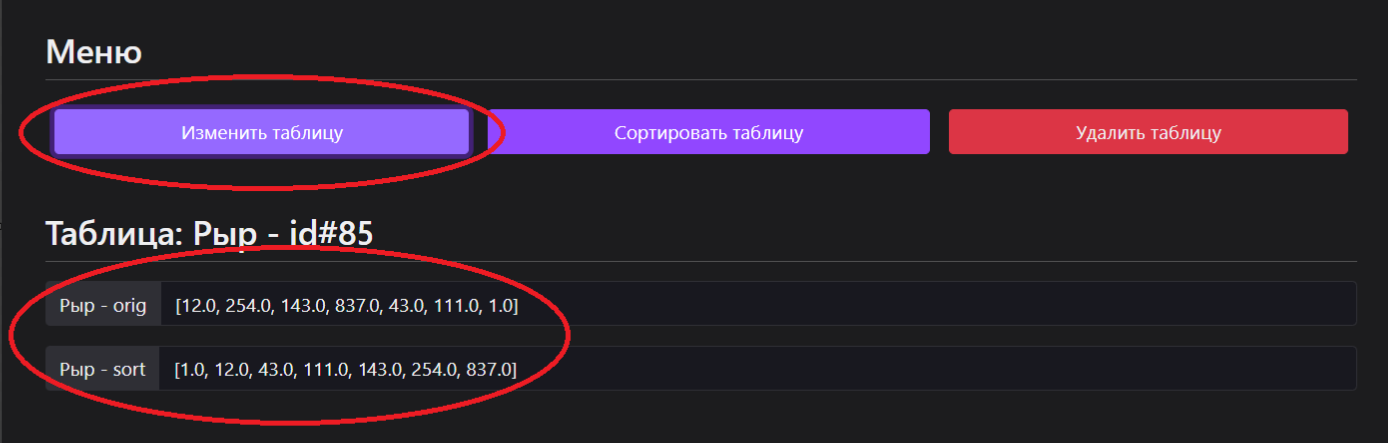 Меню
Изменить таблицу Сортировать таблицу Удалить таблицу
Таблица: Рыр - id#85
Рыр - orig [12.0, 254.0, 143.0, 837.0, 43.0, 111.0, 1.0]
Рыр - sort [1.0, 12.0, 43.0, 111.0, 143.0, 254.0, 837.0]